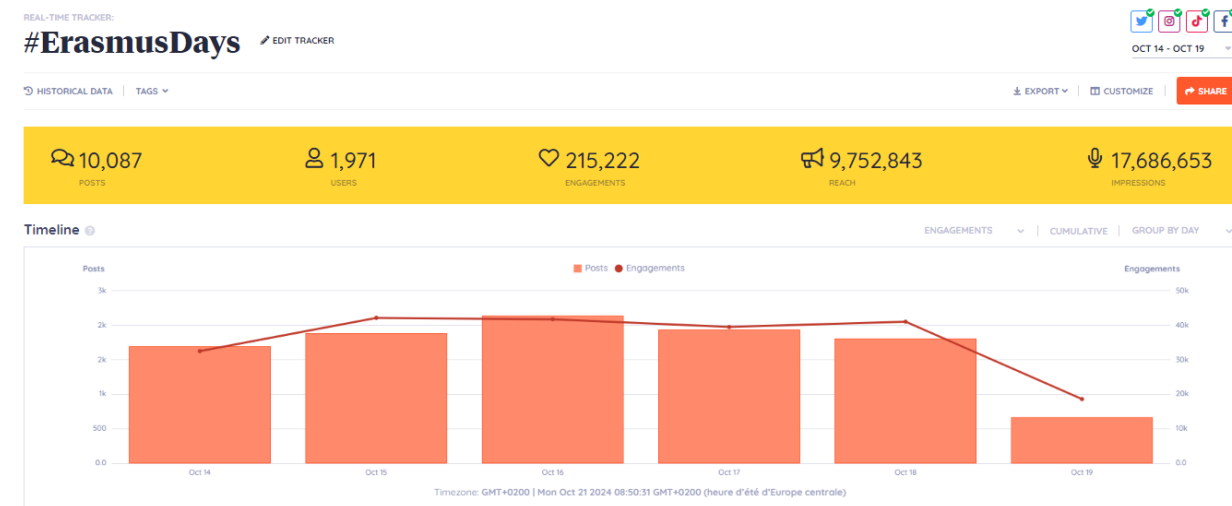 REAL-TIME TRACKER:
#ErasmusDays EDIT TRACKER
OCT 14 - OCT 19
HISTORICAL DATA TAGS
EXPORT CUSTOMIZE SHARE
10,087 1,971 215,222 9,752,843 17,686,653
POSTS USERS ENGAGEMENTS REACH IMPRESSIONS
Timeline ?
ENGAGEMENTS CUMULATIVE GROUP BY DAY
Posts Posts Engagements Engagements
3k 50k
2k 40k
2k 30k
1k 20k
500 10k
0.0 0.0
Oct 14 Oct 15 Oct 16 Oct 17 Oct 18 Oct 19
Timezone: GMT+0200 | Mon Oct 21 2024 08:50:31 GMT+0200 (heure d'été d'Europe centrale)